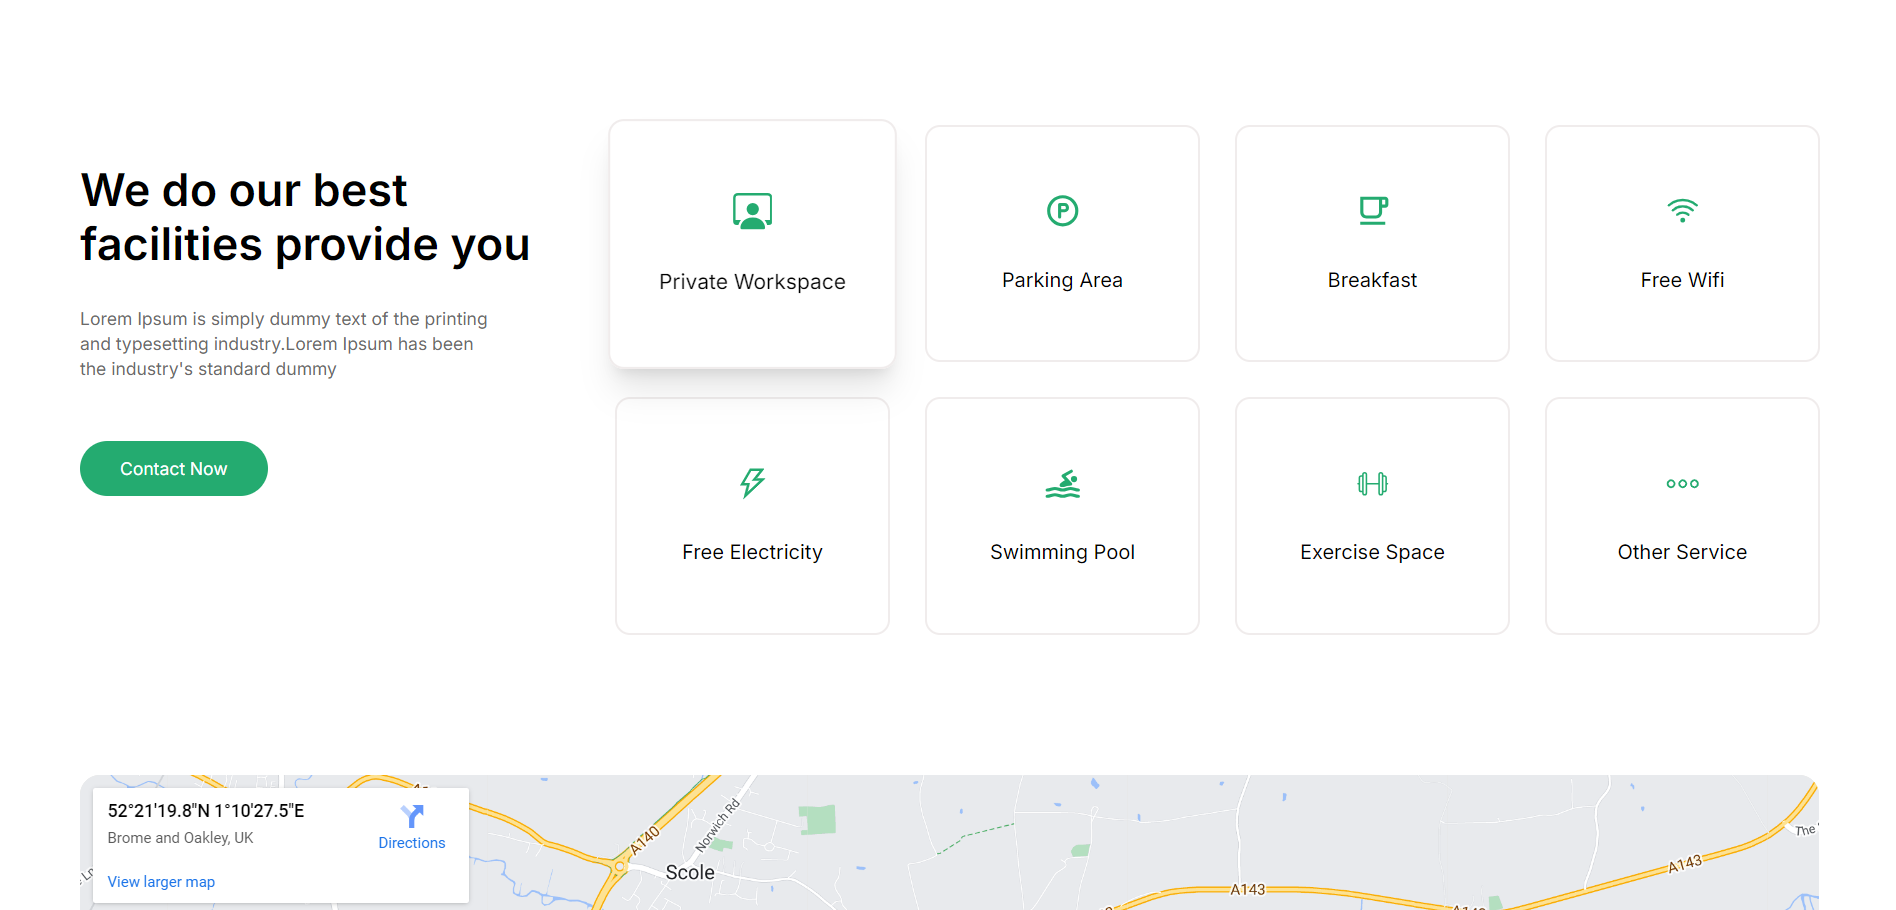 We do our best
facilities provide you
Lorem Ipsum is simply dummy text of the printing
and typesetting industry.Lorem Ipsum has been
the industry's standard dummy
Contact Now
Private Workspace
Parking Area
Breakfast
Free Wifi
Free Electricity
Swimming Pool
Exercise Space
Other Service
52°21'19.8"N 1°10'27.5"E
Brome and Oakley, UK
Directions
View larger map
A140
Norwich Rd
Scole
A143
A143
The